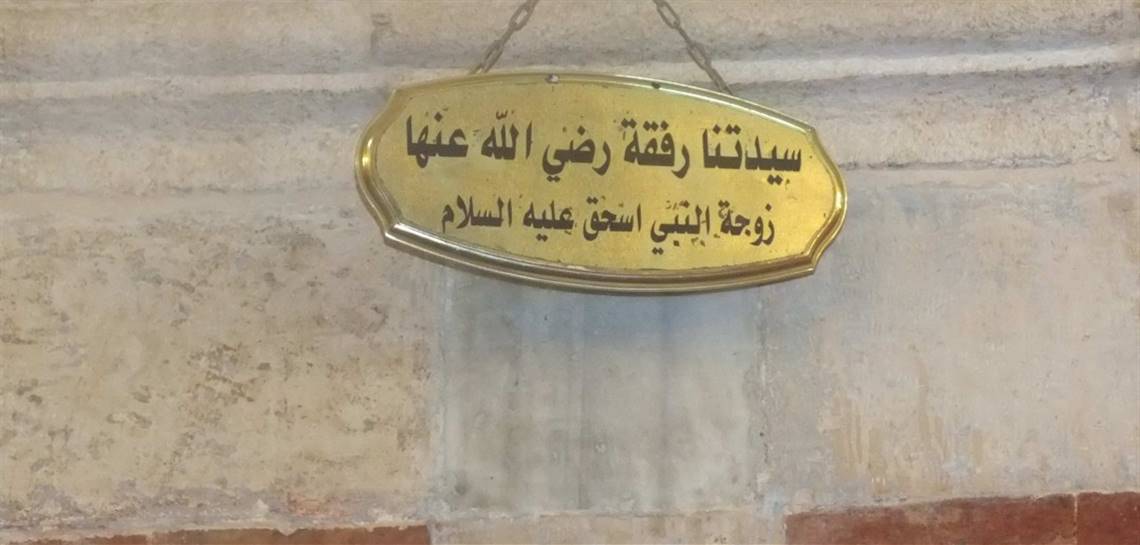 سيدتنا رفقة رضي الله عنها
زوجة النبي اسحق عليه السلام